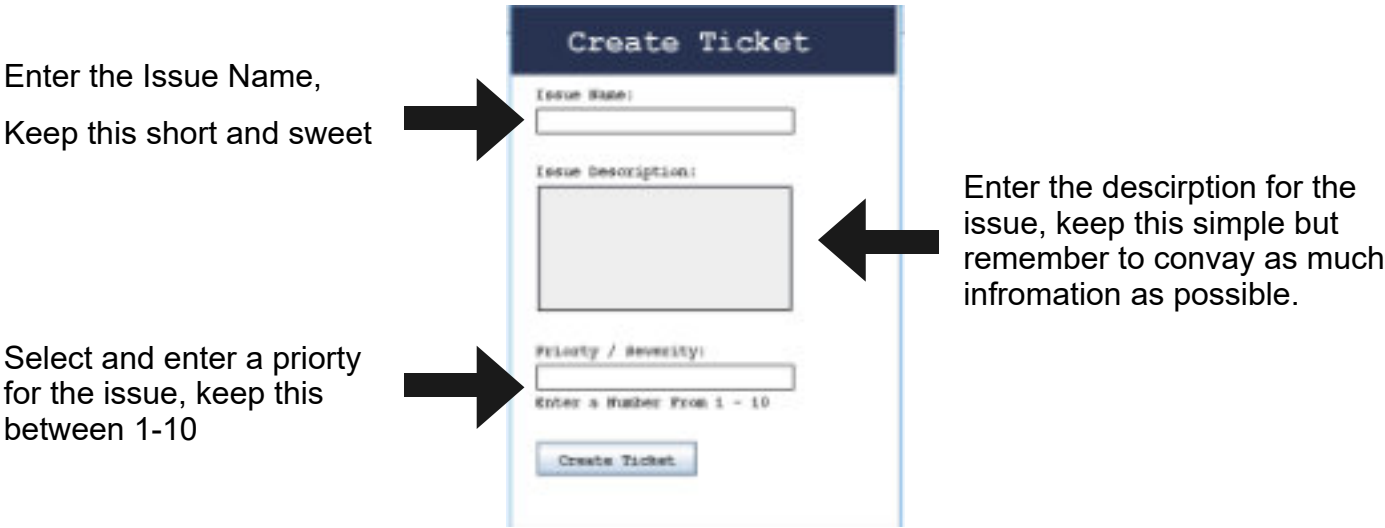 Create Ticket
Enter the Issue Name,
Keep this short and sweet
Issue Name:
Issue Description:
Enter the descirption for the
issue, keep this simple but
remember to convay as much
infromation as possible.
Select and enter a priorty
for the issue, keep this
between 1-10
Priorty / Severity:
Enter a Number From 1 - 10
Create Ticket